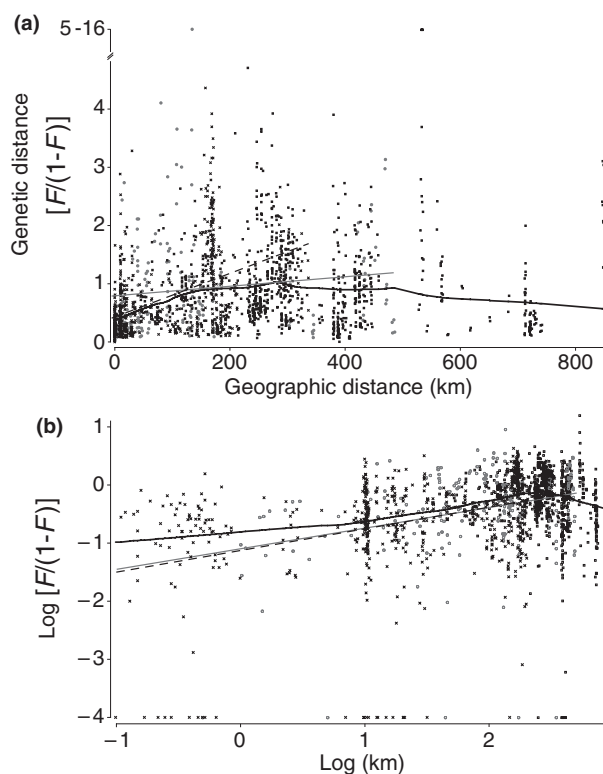 (a)
5-16
4
3
2
1
0
Genetic distance
[F/(1-F)]
0 200 400 600 800
Geographic distance (km)
(b)
1
0
−1
−2
−3
−4
Log [F/(1-F)]
−1 0 1 2
Log (km)